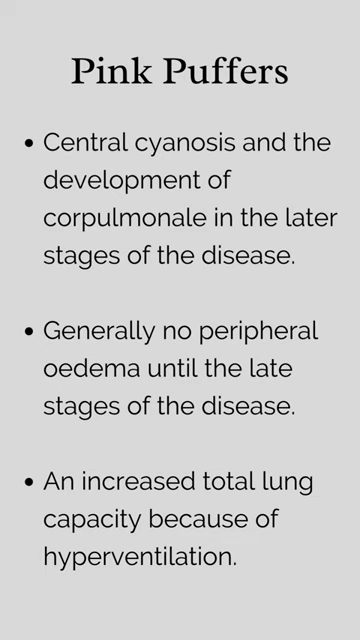 Pink Puffers
• Central cyanosis and the
development of
corpulmonale in the later
stages of the disease.
• Generally no peripheral
oedema until the late
stages of the disease.
• An increased total lung
capacity because of
hyperventilation.